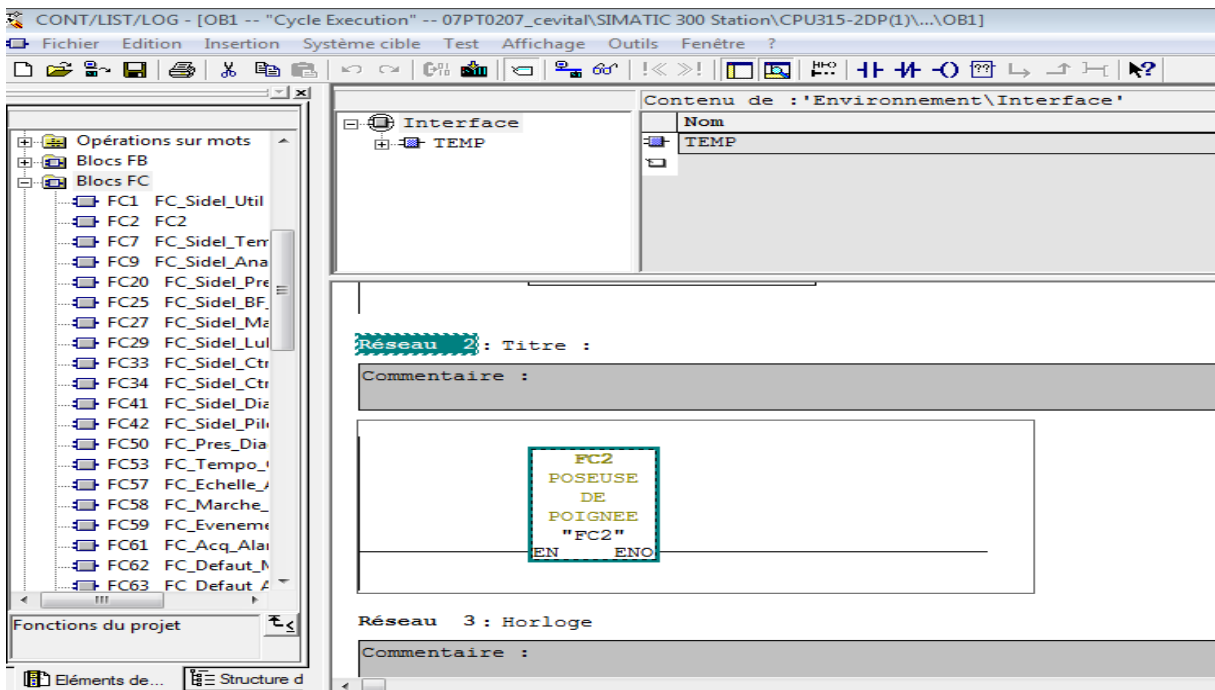 CONT/LIST/LOG - [OB1 -- "Cycle Execution" -- 07PT0207_cevital\SIMATIC 300 Station\CPU315-2DP(1)\...\OB1]
Fichier Edition Insertion Système cible Test Affichage Outils Fenêtre ?
Opérations sur mots
Blocs FB
Blocs FC
FC1 FC_Sidel_Util
FC2 FC2
FC7 FC_Sidel_Tem
FC9 FC_Sidel_Ana
FC20 FC_Sidel_Pre
FC25 FC_Sidel_BF_
FC27 FC_Sidel_Ma
FC29 FC_Sidel_Lul
FC33 FC_Sidel_Ctr
FC34 FC_Sidel_Ctr
FC41 FC_Sidel_Dia
FC42 FC_Sidel_Pil
FC50 FC_Pres_Dia
FC53 FC_Tempo_
FC57 FC_Echelle_
FC58 FC_Marche_
FC59 FC_Eveneme
FC61 FC_Acq_Alar
FC62 FC_Defaut_
FC63 FC_Defaut_
Fonctions du projet
Eléments de...
Structure d
Contenu de :'Environnement\Interface'
Interface
TEMP
Nom
TEMP
Réseau 2 : Titre :
Commentaire :
FC2
POSEUSE
DE
POIGNEE
"FC2"
EN ENO
Réseau 3 : Horloge
Commentaire :